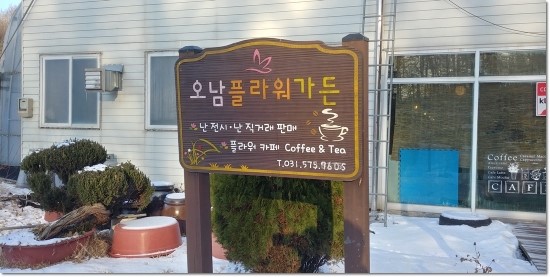 오남플라워가든
난 전시·난 직거래 판매
플라워 카페 Coffee & Tea
T.031.575.7605
Coffee
CAFE